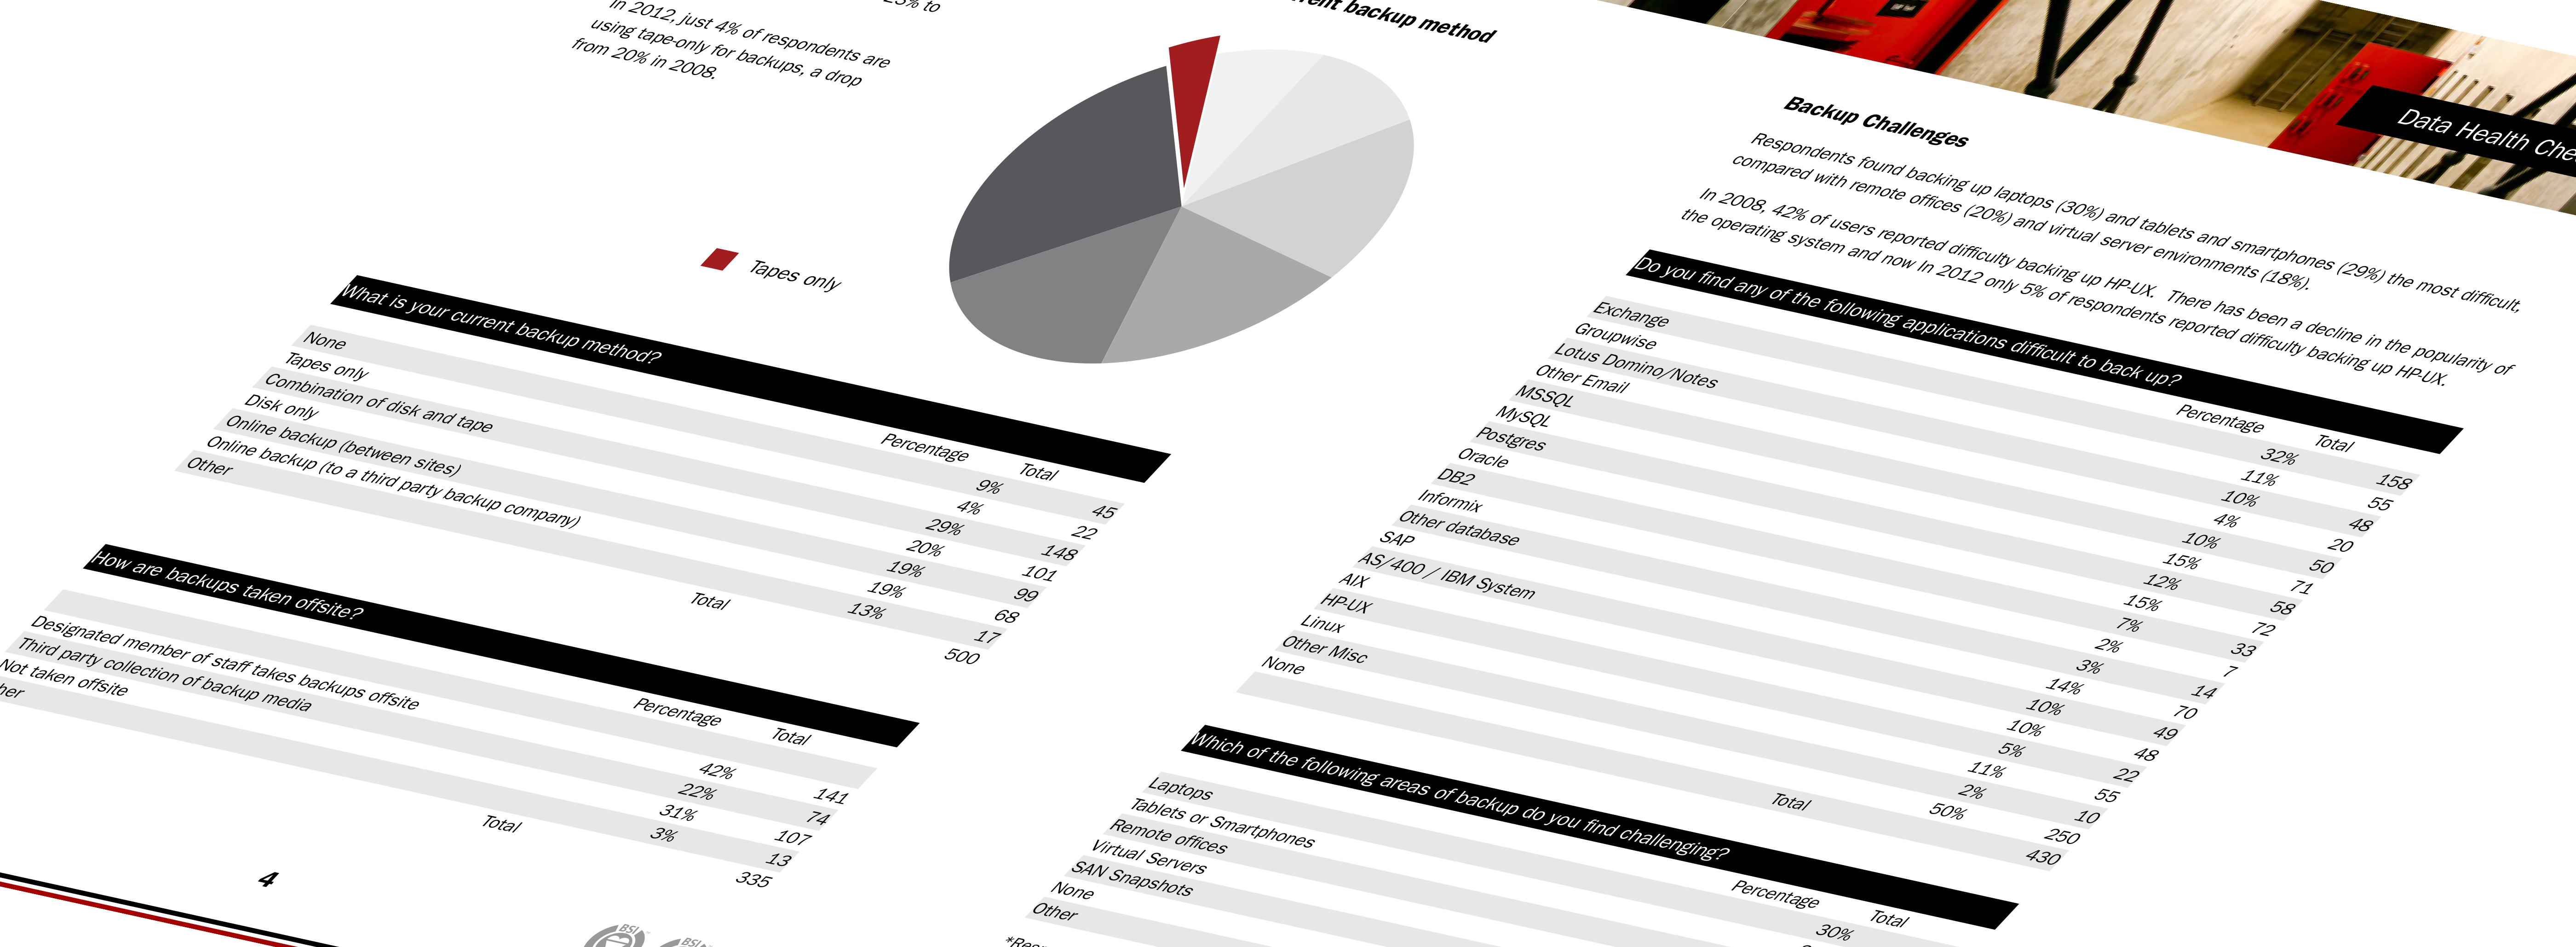 23% to
In 2012, just 4% of respondents are
using tape-only for backups, a drop
from 20% in 2008.
rent backup method
Tapes only
What is your current backup method?
Percentage Total
None 9% 45
Tapes only 4% 22
Combination of disk and tape 29% 148
Disk only 20% 101
Online backup (between sites) 19% 99
Online backup (to a third party backup company) 19% 68
Other 13% 17
Total 500
How are backups taken offsite?
Percentage Total
Designated member of staff takes backups offsite 42% 141
Third party collection of backup media 22% 74
Not taken offsite 31% 107
her 3% 13
Total 335
4
BSI
BSI
Data Health Che
Backup Challenges
Respondents found backing up laptops (30%) and tablets and smartphones (29%) the most difficult,
compared with remote offices (20%) and virtual server environments (18%).
In 2008, 42% of users reported difficulty backing up HP-UX. There has been a decline in the popularity of
the operating system and now In 2012 only 5% of respondents reported difficulty backing up HP-UX.
Do you find any of the following applications difficult to back up?
Percentage Total
Exchange 32% 158
Groupwise 11% 55
Lotus Domino/Notes 10% 48
Other Email 4% 20
MSSQL 10% 50
MySQL 15% 71
Postgres 12% 58
Oracle 15% 72
DB2 7% 33
Informix 2% 7
Other database 3% 14
SAP 14% 70
AS/400 / IBM System 10% 49
AIX 10% 48
HP-UX 5% 22
Linux 11% 55
Other Misc 2% 10
None 50% 250
Total 430
Which of the following areas of backup do you find challenging?
Percentage Total
Laptops 30%
Tablets or Smartphones
Remote offices
Virtual Servers
SAN Snapshots
None
Other